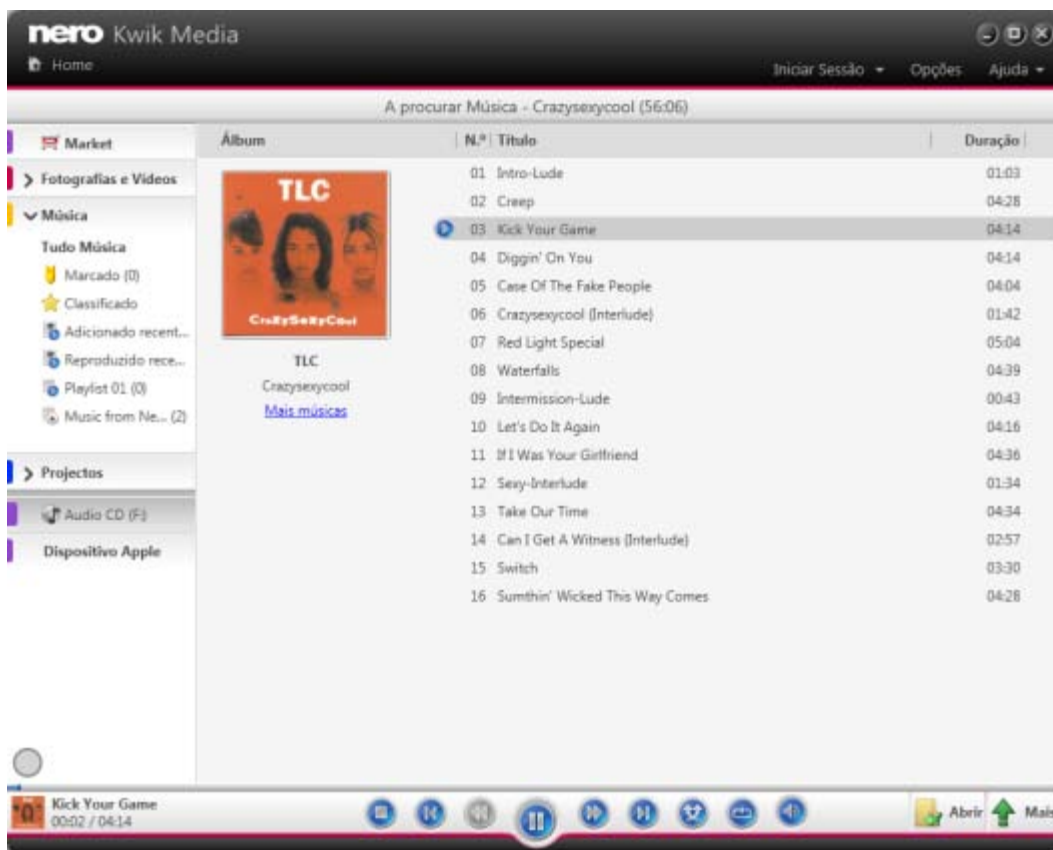 nero Kwik Media
Home
Iniciar Sessão Opções Ajuda
A procurar Música - Crazysexycool (56:06)
Market
Fotografias e Vídeos
Música
Tudo Música
Marcado (0)
Classificado
Adicionado recent...
Reproduzido rece...
Playlist 01 (0)
Music from Ne... (2)
Projectos
Audio CD (F:)
Dispositivo Apple
Álbum
TLC
CrazySexyCool
TLC
Crazysexycool
Mais músicas
N.º Título Duração
01 Intro-Lude 01:03
02 Creep 04:28
03 Kick Your Game 04:14
04 Diggin' On You 04:14
05 Case Of The Fake People 04:04
06 Crazysexycool (Interlude) 01:42
07 Red Light Special 05:04
08 Waterfalls 04:39
09 Intermission-Lude 00:43
10 Let's Do It Again 04:16
11 If I Was Your Girlfriend 04:36
12 Sexy-Interlude 01:34
13 Take Our Time 04:34
14 Can I Get A Witness (Interlude) 02:57
15 Switch 03:30
16 Sumthin' Wicked This Way Comes 04:28
Kick Your Game
00:02 / 04:14
Abrir Mais